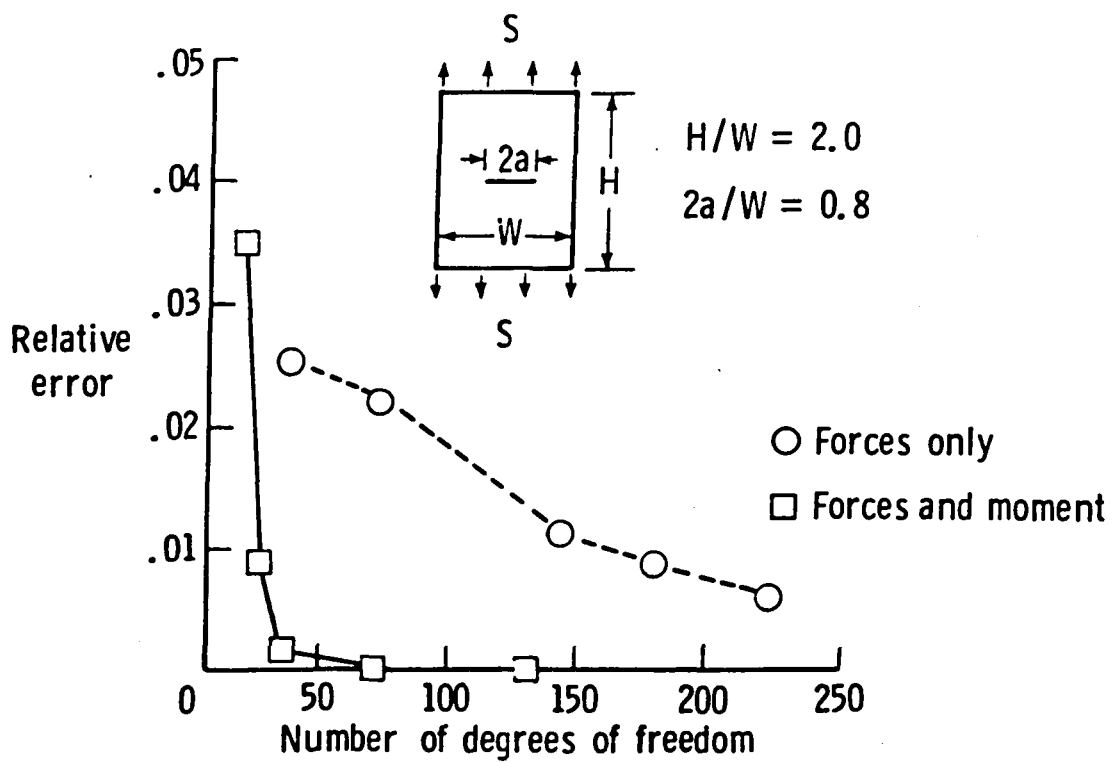 S
.05
.04
.03
.02
.01
Relative
error
2a
W
H
S
H/W = 2.0
2a/W = 0.8
Forces only
Forces and moment
0
50
100
150
200
250
Number of degrees of freedom